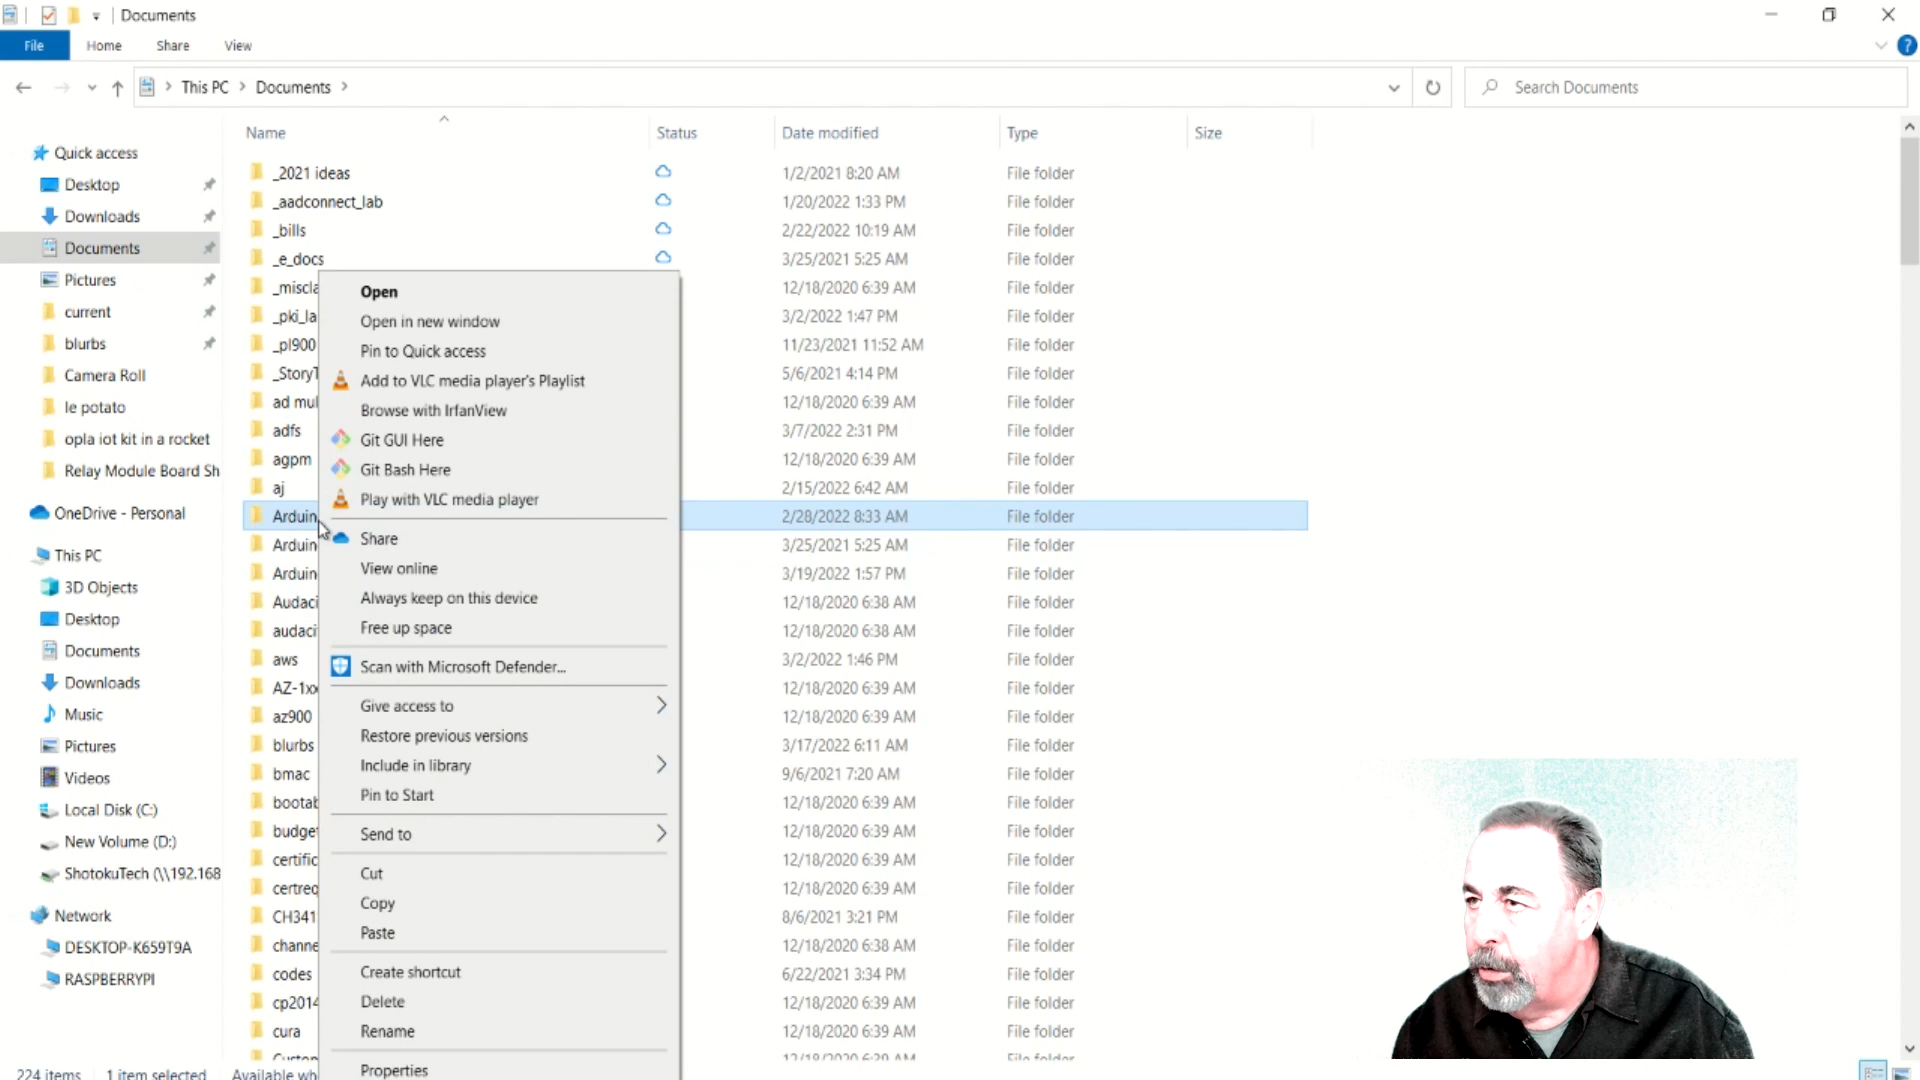 Documents
File Home Share View
This PC > Documents >
Search Documents
Name Status Date modified Type Size
Quick access
Desktop
Downloads
Documents
Pictures
current
blurbs
Camera Roll
le potato
opla iot kit in a rocket
Relay Module Board Sh
OneDrive - Personal
This PC
3D Objects
Desktop
Documents
Downloads
Music
Pictures
Videos
Local Disk (C:)
New Volume (D:)
ShotokuTech (\\192.168
Network
DESKTOP-K659T9A
RASPBERRYPI
_2021 ideas 1/2/2021 8:20 AM File folder
_aadconnect_lab 1/20/2022 1:33 PM File folder
_bills 2/22/2022 10:19 AM File folder
_e_docs 3/25/2021 5:25 AM File folder
_miscla 12/18/2020 6:39 AM File folder
_pki_la 3/2/2022 1:47 PM File folder
_pl900 11/23/2021 11:52 AM File folder
_StoryT 5/6/2021 4:14 PM File folder
ad mul 12/18/2020 6:39 AM File folder
adfs 3/7/2022 2:31 PM File folder
agpm 12/18/2020 6:39 AM File folder
aj 2/15/2022 6:42 AM File folder
Arduin 2/28/2022 8:33 AM File folder
Arduin 3/25/2021 5:25 AM File folder
Arduin 3/19/2022 1:57 PM File folder
Audaci 12/18/2020 6:38 AM File folder
audaci 12/18/2020 6:38 AM File folder
aws 3/2/2022 1:46 PM File folder
AZ-1xx 12/18/2020 6:39 AM File folder
az900 12/18/2020 6:39 AM File folder
blurbs 3/17/2022 6:11 AM File folder
bmac 9/6/2021 7:20 AM File folder
bootab 12/18/2020 6:39 AM File folder
budget 12/18/2020 6:39 AM File folder
certific 12/18/2020 6:39 AM File folder
certreq 12/18/2020 6:39 AM File folder
CH341 8/6/2021 3:21 PM File folder
channe 12/18/2020 6:38 AM File folder
codes 6/22/2021 3:34 PM File folder
cp2014 12/18/2020 6:39 AM File folder
cura 12/18/2020 6:39 AM File folder
Custom 12/18/2020 6:39 AM File folder
Open
Open in new window
Pin to Quick access
Add to VLC media player's Playlist
Browse with IrfanView
Git GUI Here
Git Bash Here
Play with VLC media player
Share
View online
Always keep on this device
Free up space
Scan with Microsoft Defender...
Give access to
Restore previous versions
Include in library
Pin to Start
Send to
Cut
Copy
Paste
Create shortcut
Delete
Rename
Properties
224 items 1 item selected Available wh